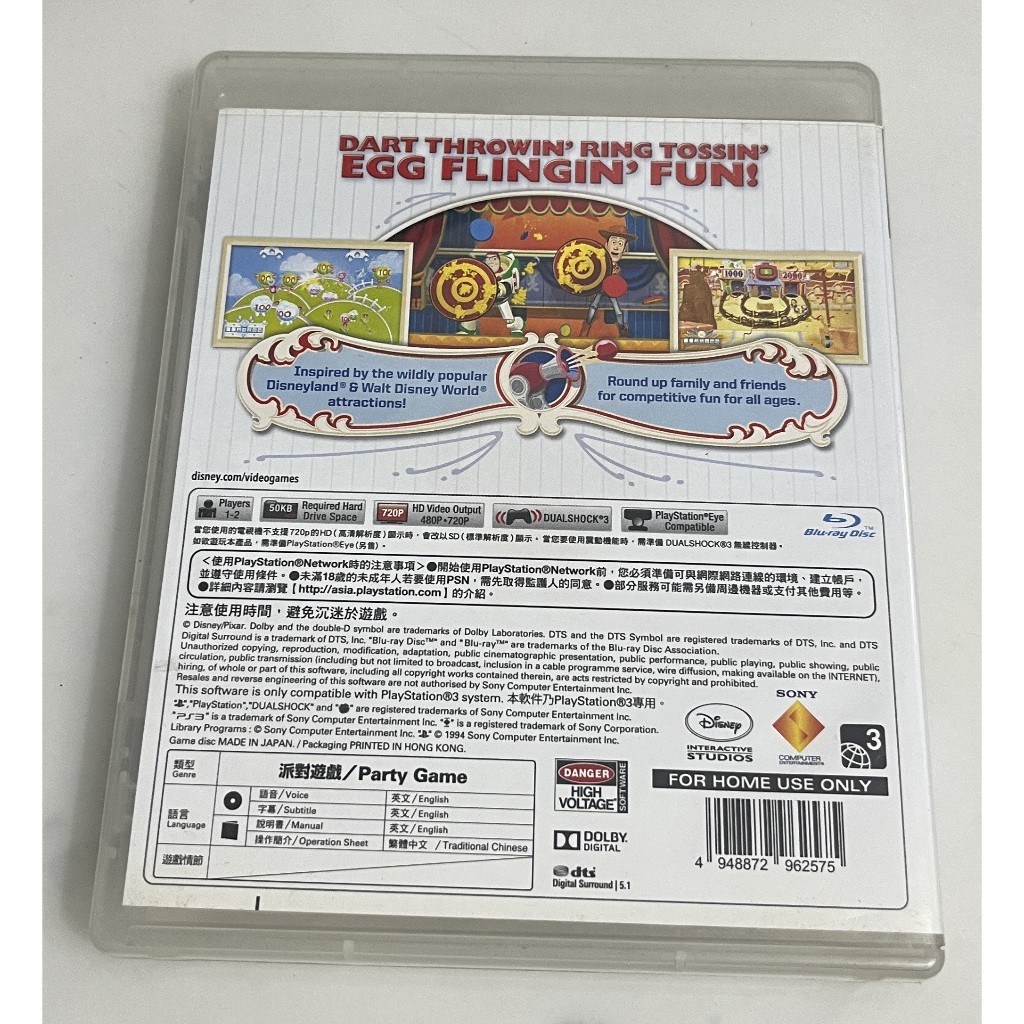 DART THROWIN' RING TOSSIN'
EGG FLINGIN' FUN!
1000
2000
100
Inspired by the wildly popular
Disneyland® & Walt Disney World®
attractions!
Round up family and friends
for competitive fun for all ages.
disney.com/videogames
Players
1-2
50KB
Required Hard
Drive Space
720P
HD Video Output
480P•720P
DUALSHOCK®3
PlayStation®Eye
Compatible
Blu-ray Disc™
當您使用的電視機不支援720p的HD(高清解析度)顯示時,會改以SD(標準解析度)顯示。當您要使用震動機能時,需準備 DUALSHOCK®3 無線控制器。
如欲遊玩本產品,需準備PlayStation®Eye(另售)。
<使用PlayStation®Network時的注意事項>●開始使用PlayStation®Network前,您必須準備可與網際網路連線的環境、建立帳戶,
並遵守使用條件。●未滿18歲的未成年人若要使用PSN,需先取得監護人的同意。●部分服務可能需另備周邊機器或支付其他費用等。
●詳細內容請瀏覽【http://asia.playstation.com】的介紹。
注意使用時間,避免沉迷於遊戲。
© Disney/Pixar. Dolby and the double-D symbol are trademarks of Dolby Laboratories. DTS and the DTS Symbol are registered trademarks of DTS, Inc. and DTS
Digital Surround is a trademark of DTS, Inc. "Blu-ray Disc™" and "Blu-ray™" are trademarks of the Blu-ray Disc Association.
Unauthorized copying, reproduction, modification, adaptation, public cinematographic presentation, public performance, public playing, public showing, public
circulation, public transmission (including but not limited to broadcast, inclusion in a cable programme service, wire diffusion, making available on the INTERNET),
hiring, of whole or part of this software, including all copyright works contained therein, are acts restricted by copyright and prohibited.
Resales and reverse engineering of this software are not authorised by Sony Computer Entertainment Inc.
This software is only compatible with PlayStation®3 system. 本軟件乃PlayStation®3專用。
"PlayStation","DUALSHOCK" and " " are registered trademarks of Sony Computer Entertainment Inc.
"PS3" is a trademark of Sony Computer Entertainment Inc. " " is a registered trademark of Sony Corporation.
Library Programs : © Sony Computer Entertainment Inc. " " © 1994 Sony Computer Entertainment Inc.
Game disc MADE IN JAPAN. / Packaging PRINTED IN HONG KONG.
Disney
INTERACTIVE
STUDIOS
SONY
COMPUTER
ENTERTAINMENT®
3
類型
Genre
派對遊戲/Party Game
語言
Language
語音/Voice
英文/English
字幕/Subtitle
英文/English
說明書/Manual
英文/English
操作簡介/Operation Sheet
繁體中文 /Traditional Chinese
遊戲情節
DANGER
HIGH
VOLTAGE
SOFTWARE
DOLBY
DIGITAL
dts
Digital Surround | 5.1
FOR HOME USE ONLY
4 948872 962575